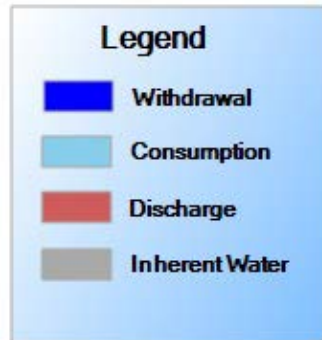 Legend
Withdrawal
Consumption
Discharge
Inherent Water